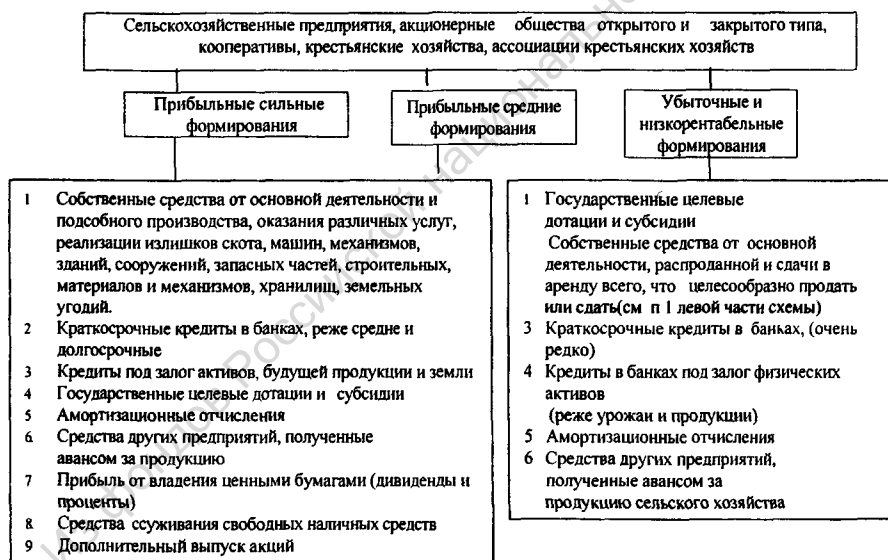 Сельскохозяйственные предприятия, акционерные общества открытого и закрытого типа,
кооперативы, крестьянские хозяйства, ассоциации крестьянских хозяйств
Прибыльные сильные
формирования
Прибыльные средние
формирования
Убыточные и
низкорентабельные
формирования
1 Собственные средства от основной деятельности и
подсобного производства, оказания различных услуг,
реализации излишков скота, машин, механизмов,
зданий, сооружений, запасных частей, строительных,
материалов и механизмов, хранилищ, земельных
угодий.
2 Краткосрочные кредиты в банках, реже средне и
долгосрочные
3 Кредиты под залог активов, будущей продукции и земли
4 Государственные целевые дотации и субсидии
5 Амортизационные отчисления
6 Средства других предприятий, полученные
авансом за продукцию
7 Прибыль от владения ценными бумагами (дивиденды и
проценты)
8 Средства ссуживания свободных наличных средств
9 Дополнительный выпуск акций
1 Государственные целевые
дотации и субсидии
Собственные средства от основной
деятельности, распроданной и сдачи в
аренду всего, что целесообразно продать
или сдать(см п 1 левой части схемы)
3 Краткосрочные кредиты в банках, (очень
редко)
4 Кредиты в банках под залог физических
активов
(реже урожаи и продукции)
5 Амортизационные отчисления
6 Средства других предприятий,
полученные авансом за
продукцию сельского хозяйства
Из фондов Российской национально